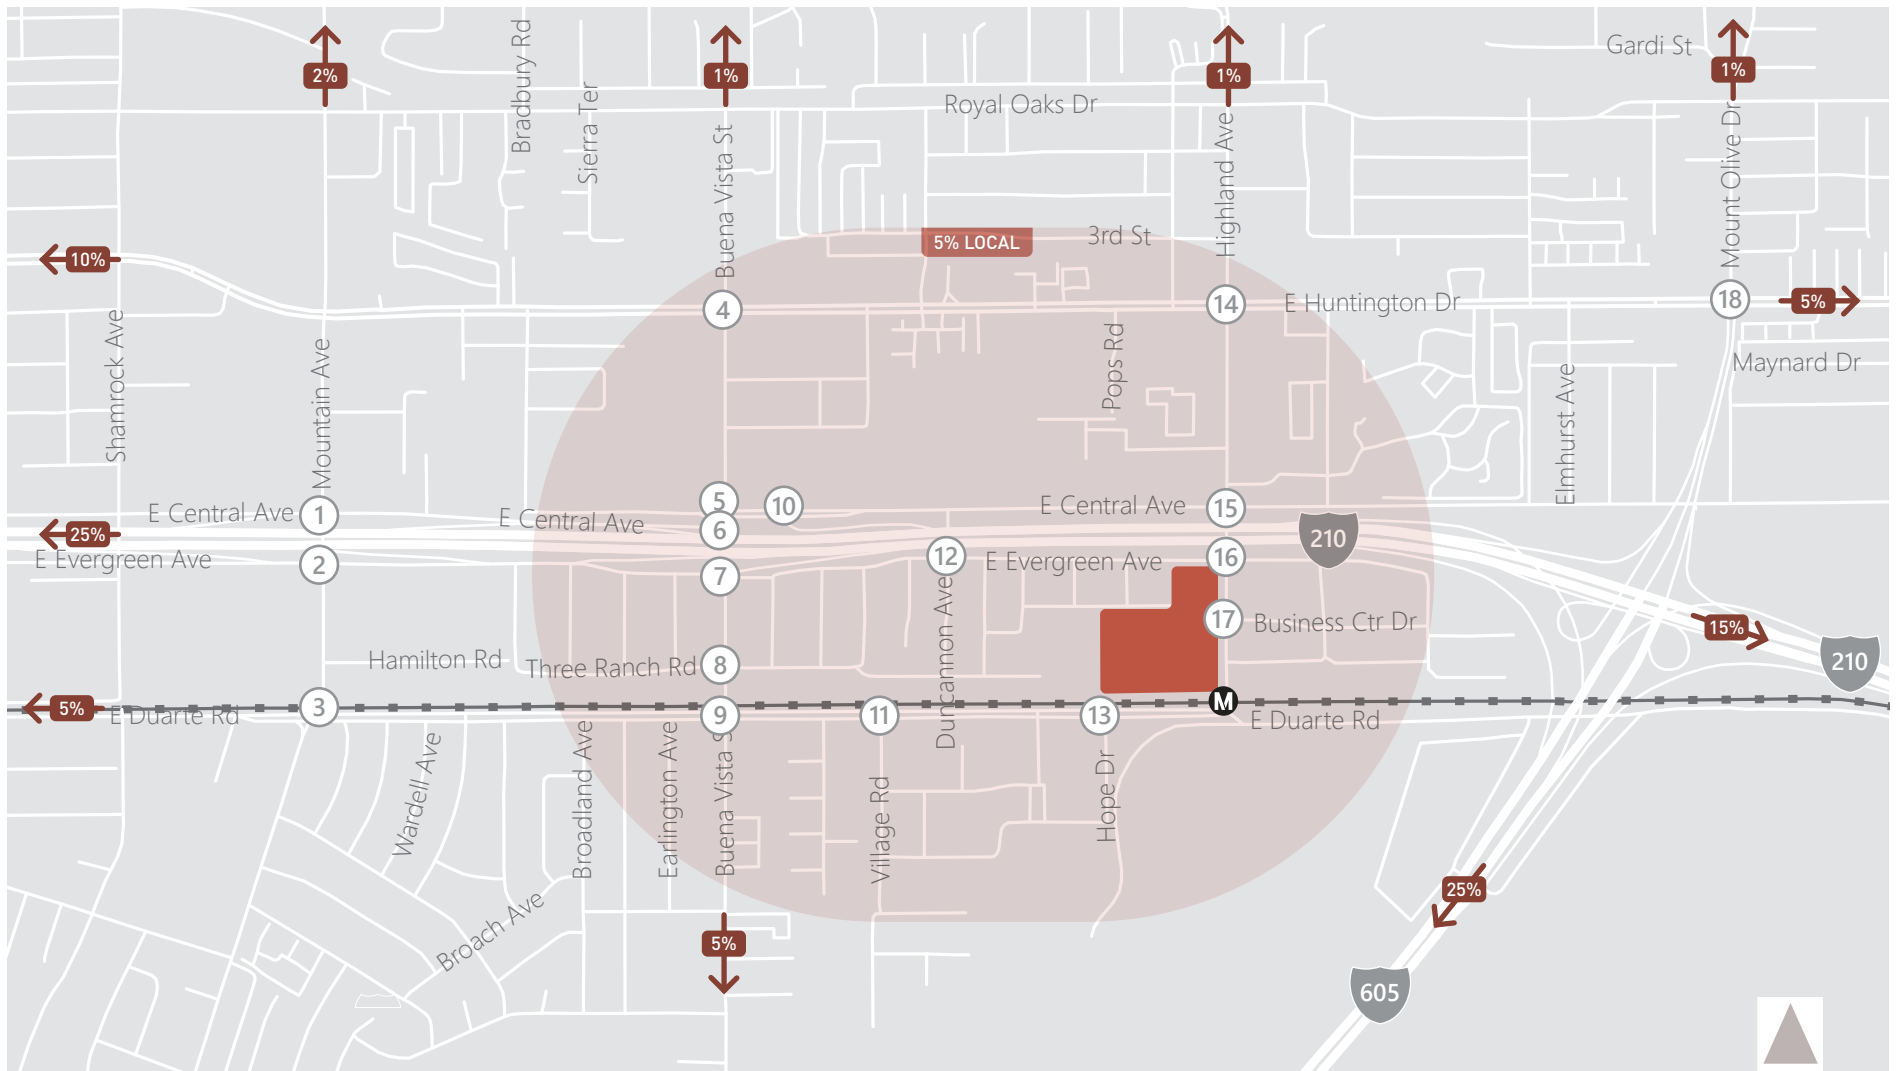 Gardi St
2%
1%
1%
1%
Bradbury Rd
Sierra Ter
Royal Oaks Dr
Buena Vista St
Highland Ave
Mount Olive Dr
5% LOCAL
3rd St
10%
4
14
E Huntington Dr
18
5%
Shamrock Ave
Mountain Ave
Pops Rd
Maynard Dr
Elmhurst Ave
E Central Ave
1
E Central Ave
5
10
E Central Ave
15
25%
6
210
E Evergreen Ave
2
7
12
E Evergreen Ave
16
17
Business Ctr Dr
15%
210
Hamilton Rd
Three Ranch Rd
8
Duncannon Ave
5%
E Duarte Rd
3
9
11
13
M
E Duarte Rd
Wardell Ave
Broadland Ave
Earlington Ave
Buena Vista S
Village Rd
Hope Dr
25%
Broach Ave
5%
605